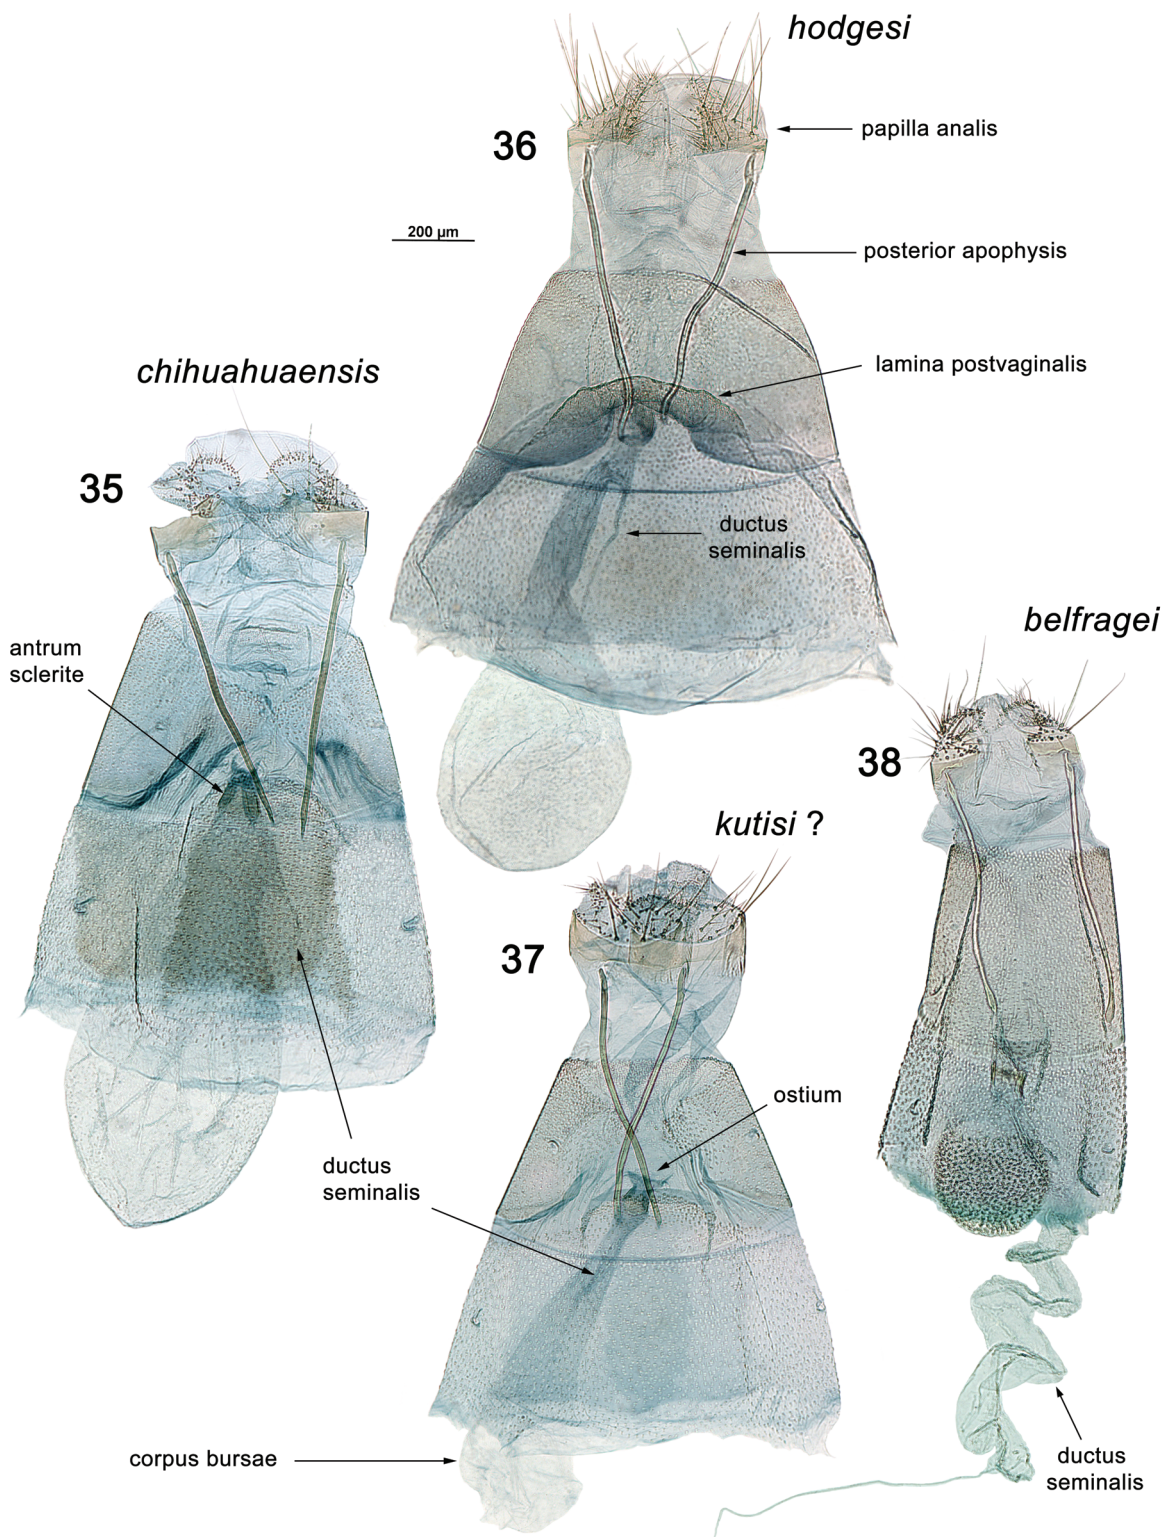 hodgesi
36
papilla analis
200 µm
posterior apophysis
lamina postvaginalis
chihuahuaensis
35
ductus
seminalis
antrum
sclerite
belfragei
38
kutisi ?
37
ostium
ductus
seminalis
corpus bursae
ductus
seminalis